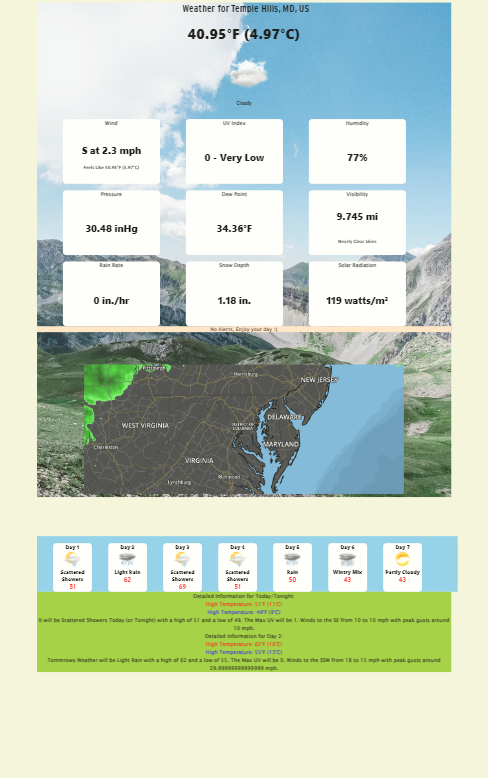 Weather for Temple Hills, MD, US
40.95°F (4.97°C)
Cloudy
Wind
S at 2.3 mph
Feels Like 40.95°F (4.97°C)
UV Index
0 - Very Low
Humidity
77%
Pressure
30.48 inHg
Dew Point
34.36°F
Visibility
9.745 mi
Nearly Clear Skies
Rain Rate
0 in./hr
Snow Depth
1.18 in.
Solar Radiation
119 watts/m²
No Alerts, Enjoy your day :)
Harrisburg
NEW JERSEY
WEST VIRGINIA
DISTRICT OF
COLUMBIA
DELAWARE
MARYLAND
Charleston
VIRGINIA
Richmond
Lynchburg
Day 1
Scattered
Showers
51
Day 2
Light Rain
62
Day 3
Scattered
Showers
69
Day 4
Scattered
Showers
51
Day 5
Rain
50
Day 6
Wintry Mix
43
Day 7
Partly Cloudy
43
Detailed Information for Today/Tonight:
High Temperature: 51°F (11°C)
High Temperature: 48°F (9°C)
It will be Scattered Showers Today (or Tonight) with a high of 51 and a low of 49. The Max UV will be 1. Winds to the SE from 10 to 10 mph with peak gusts around
10 mph.
Detailed Information for Day 2:
High Temperature: 62°F (16°C)
High Temperature: 55°F (13°C)
Tommrows Weather will be Light Rain with a high of 62 and a low of 55. The Max UV will be 0. Winds to the SSW from 18 to 15 mph with peak gusts around